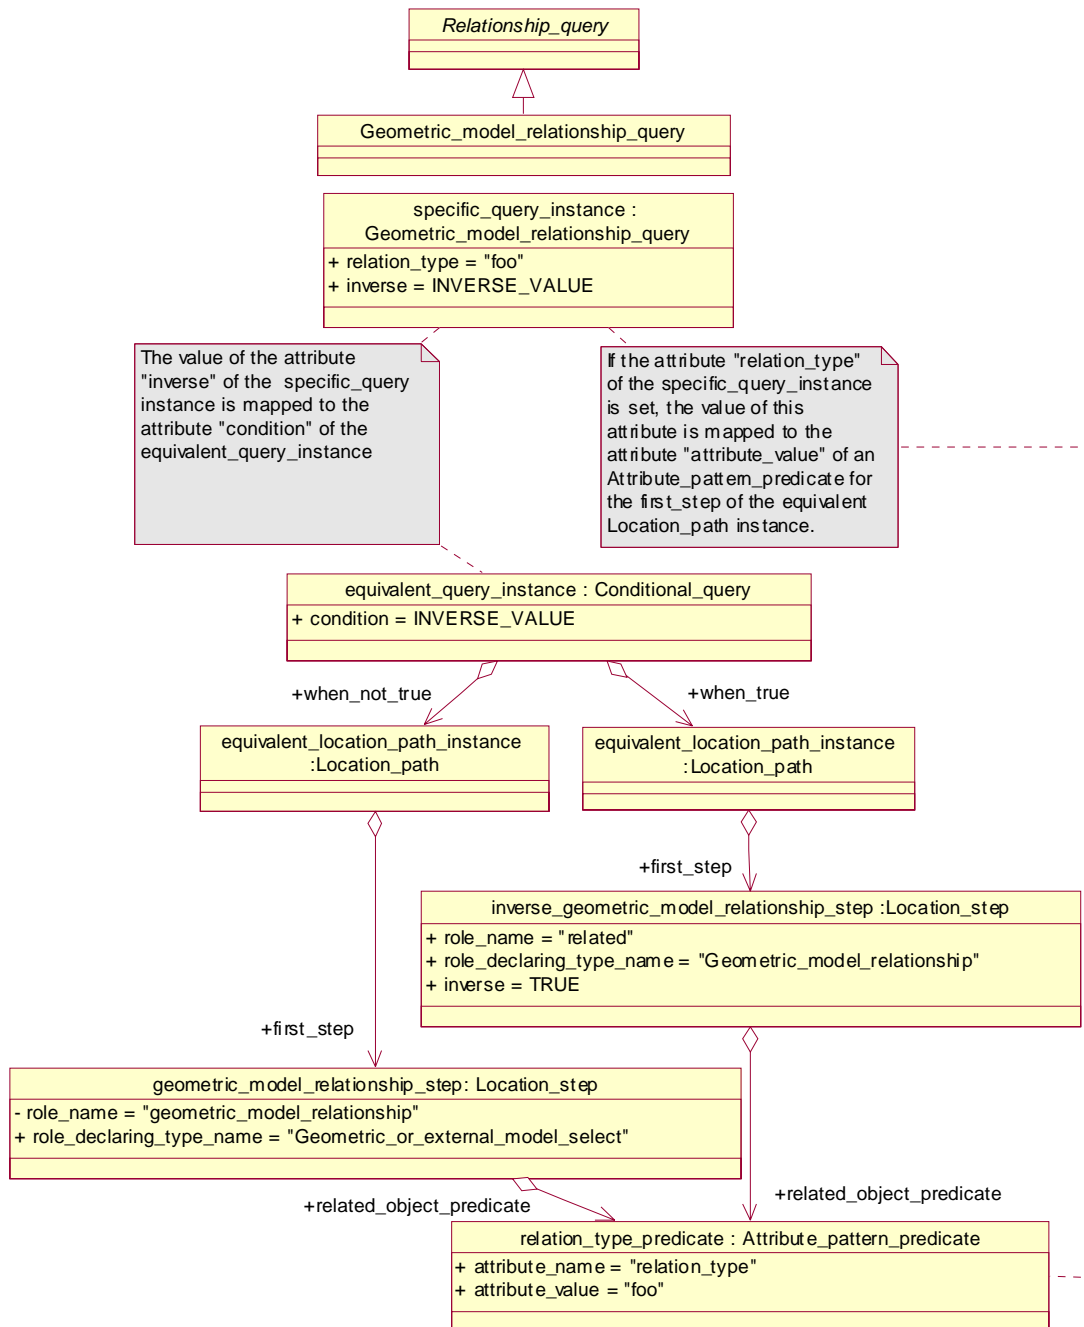 Relationship_query
Geometric_model_relationship_query
specific_query_instance :
Geometric_model_relationship_query
+ relation_type = "foo"
+ inverse = INVERSE_VALUE
The value of the attribute
"inverse" of the specific_query
instance is mapped to the
attribute "condition" of the
equivalent_query_instance
If the attribute "relation_type"
of the specific_query_instance
is set, the value of this
attribute is mapped to the
attribute "attribute_value" of an
Attribute_pattern_predicate for
the first_step of the equivalent
Location_path instance.
equivalent_query_instance : Conditional_query
+ condition = INVERSE_VALUE
+when_not_true
+when_true
equivalent_location_path_instance
:Location_path
equivalent_location_path_instance
:Location_path
+first_step
inverse_geometric_model_relationship_step :Location_step
+ role_name = "related"
+ role_declaring_type_name = "Geometric_model_relationship"
+ inverse = TRUE
+first_step
geometric_model_relationship_step: Location_step
- role_name = "geometric_model_relationship"
+ role_declaring_type_name = "Geometric_or_external_model_select"
+related_object_predicate
+related_object_predicate
relation_type_predicate : Attribute_pattern_predicate
+ attribute_name = "relation_type"
+ attribute_value = "foo"